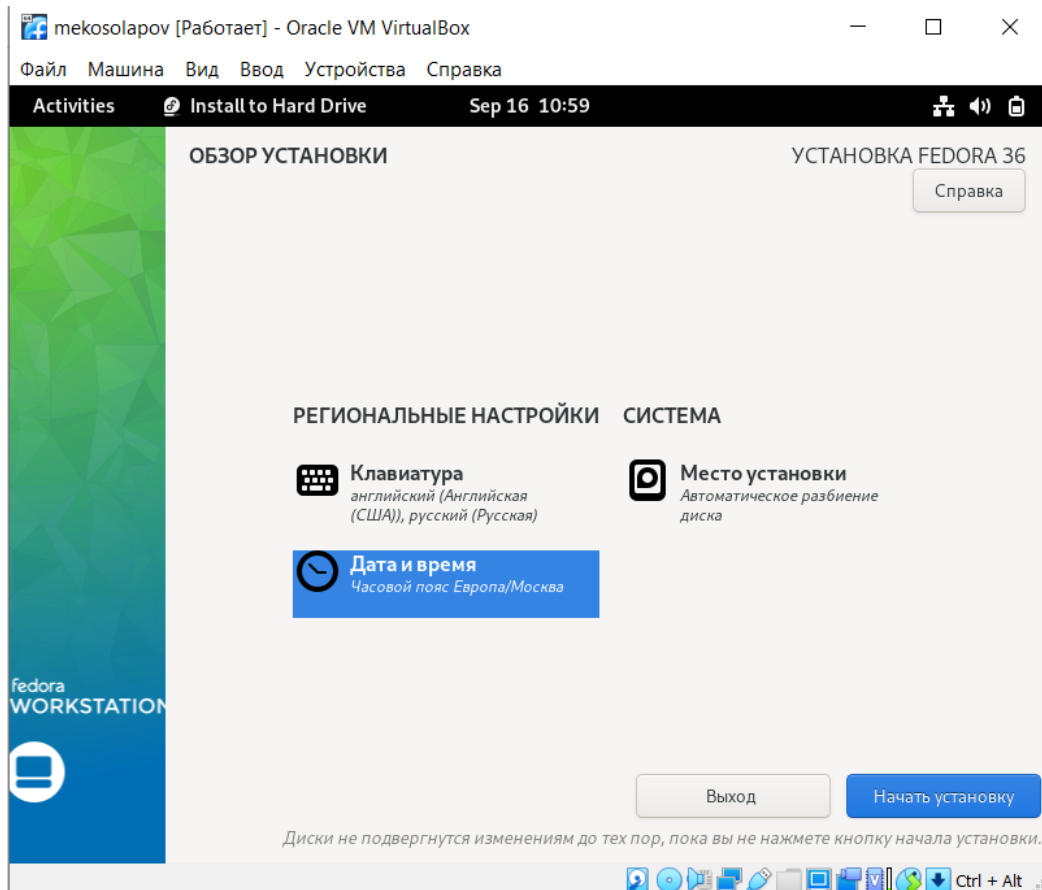 mekosolapov [Работает] - Oracle VM VirtualBox
Файл Машина Вид Ввод Устройства Справка
Activities Install to Hard Drive Sep 16 10:59
ОБЗОР УСТАНОВКИ
УСТАНОВКА FEDORA 36
Справка
РЕГИОНАЛЬНЫЕ НАСТРОЙКИ
Клавиатура
английский (Английская
(США)), русский (Русская)
Дата и время
Часовой пояс Европа/Москва
СИСТЕМА
Место установки
Автоматическое разбиение
диска
fedora
WORKSTATION
Выход
Начать установку
Диски не подвергнутся изменениям до тех пор, пока вы не нажмете кнопку начала установки.
Ctrl + Alt